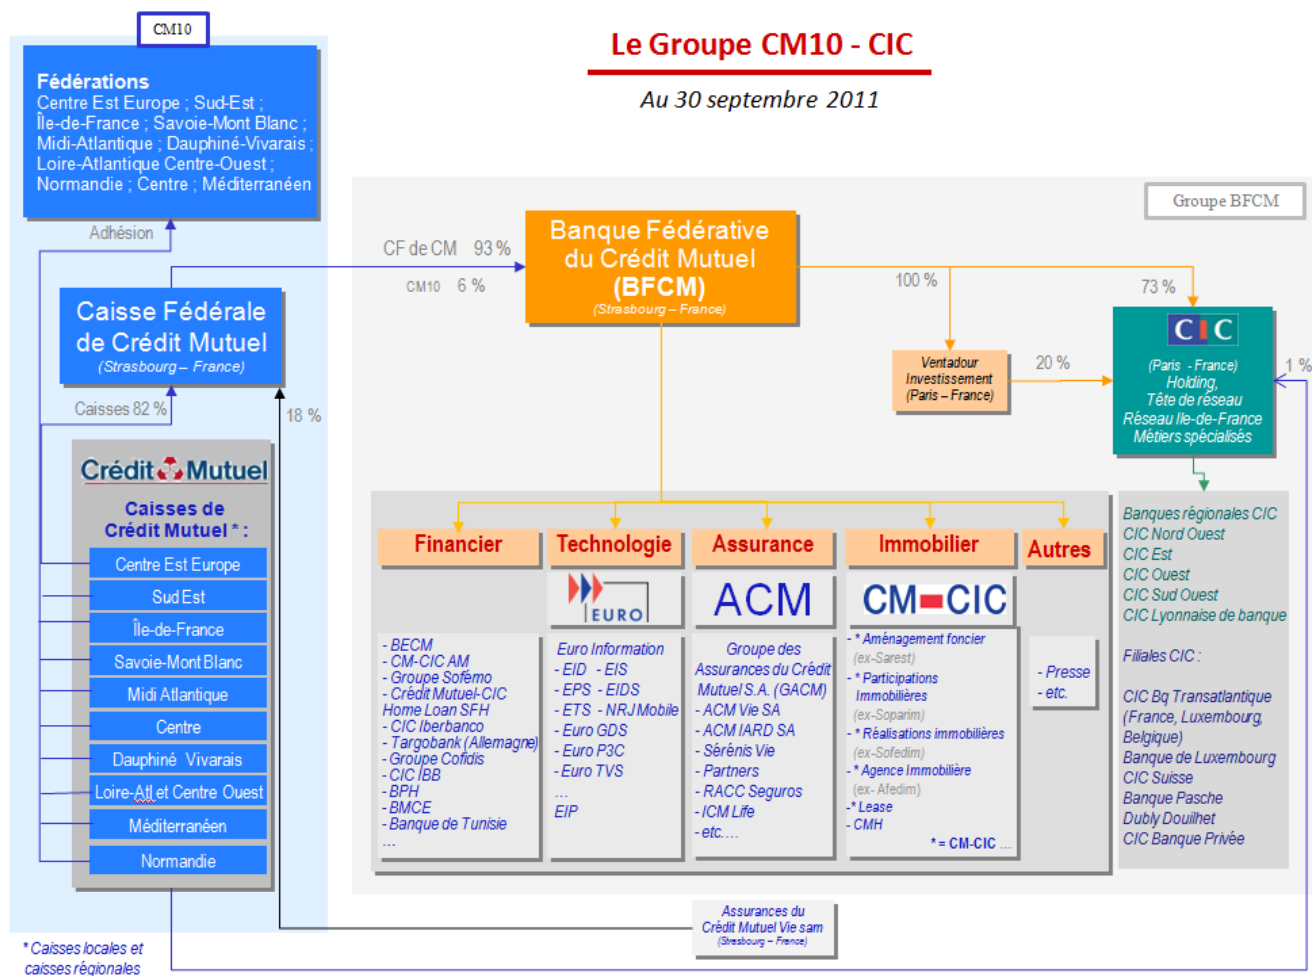 CM10
Le Groupe CM10 - CIC
Au 30 septembre 2011
Fédérations
Centre Est Europe ; Sud-Est ;
Île-de-France ; Savoie-Mont Blanc ;
Midi-Atlantique ; Dauphiné-Vivarais ;
Loire-Atlantique Centre-Ouest ;
Normandie ; Centre ; Méditerranéen
Groupe BFCM
Adhésion
CF de CM 93 %
CM10 6 %
Banque Fédérative
du Crédit Mutuel
(BFCM)
(Strasbourg – France)
100 %
73 %
Caisse Fédérale
de Crédit Mutuel
(Strasbourg – France)
Caisses 82 %
18 %
Ventadour
Investissement
(Paris – France)
20 %
1 %
CIC
(Paris - France)
Holding,
Tête de réseau
Réseau Ile-de-France
Métiers spécialisés
Crédit Mutuel
Caisses de
Crédit Mutuel * :
Centre Est Europe
Sud Est
Île-de-France
Savoie-Mont Blanc
Midi Atlantique
Centre
Dauphiné Vivarais
Loire-Atl et Centre Ouest
Méditerranéen
Normandie
Financier
- BECM
- CM-CIC AM
- Groupe Sofémo
- Crédit Mutuel-CIC
Home Loan SFH
- CIC Iberbanco
- Targobank (Allemagne)
- Groupe Cofidis
- CIC IBB
- BPH
- BMCE
- Banque de Tunisie
...
Technologie
EURO
Euro Information
- EID - EIS
- EPS - EIDS
- ETS - NRJ Mobile
- Euro GDS
- Euro P3C
- Euro TVS
...
EIP
Assurance
ACM
Groupe des
Assurances du Crédit
Mutuel S.A. (GACM)
- ACM Vie SA
- ACM IARD SA
- Sérénis Vie
- Partners
- RACC Seguros
- ICM Life
- etc....
Immobilier
CM-CIC
- * Aménagement foncier
(ex-Sarest)
- * Participations
Immobilières
(ex-Soparim)
- * Réalisations immobilières
(ex-Sofedim)
- * Agence Immobilière
(ex- Afedim)
-* Lease
- CMH
* = CM-CIC ...
Autres
- Presse
- etc.
Banques régionales CIC
CIC Nord Ouest
CIC Est
CIC Ouest
CIC Sud Ouest
CIC Lyonnaise de banque
Filiales CIC :
CIC Bq Transatlantique
(France, Luxembourg,
Belgique)
Banque de Luxembourg
CIC Suisse
Banque Pasche
Dubly Douilhet
CIC Banque Privée
Assurances du
Crédit Mutuel Vie sam
(Strasbourg – France)
* Caisses locales et
caisses régionales